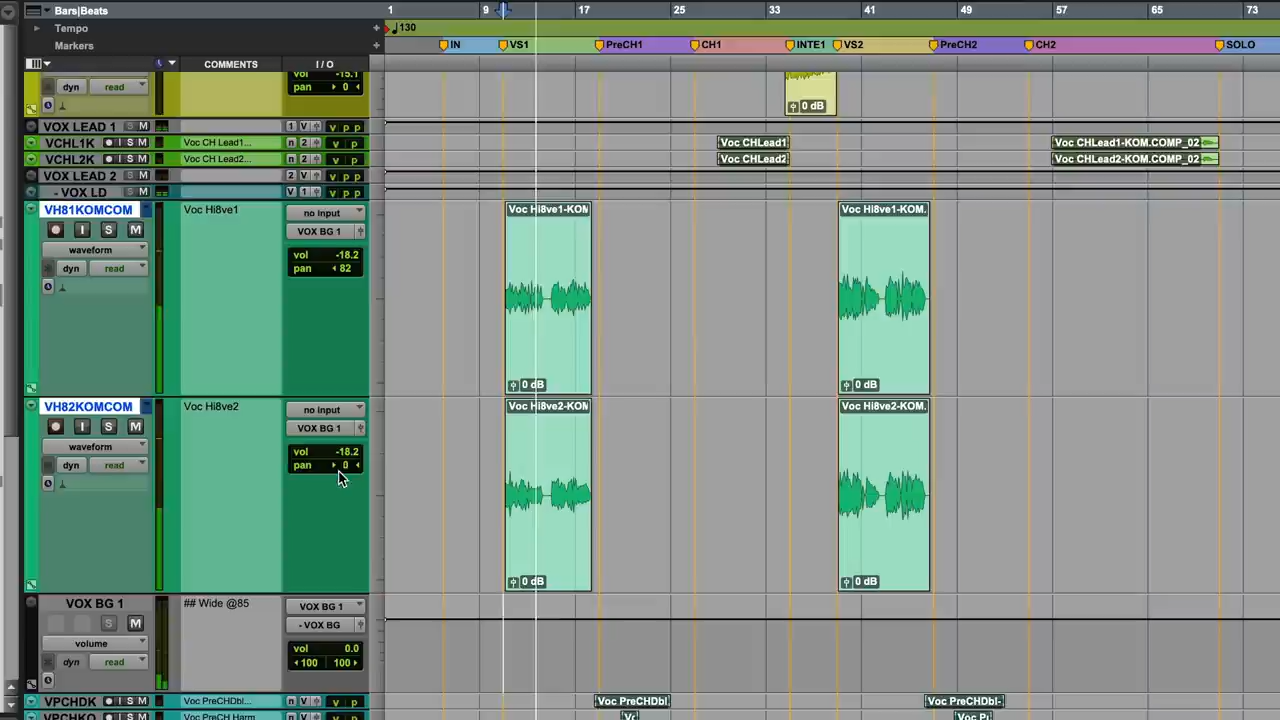 Bars|Beats
1 9 17 25 33 41 49 57 65 73
Tempo +
130
Markers +
IN VS1 PreCH1 CH1 INTE1 VS2 PreCH2 CH2 SOLO
COMMENTS I / O
vol -15.1
dyn read pan 0
0 dB
VOX LEAD 1 S M 1 V v p p
VCHL1K I S M Voc CH Lead1... n 2 v p p Voc CHLead1 Voc CHLead1-KOM.COMP_02
VCHL2K I S M Voc CH Lead2... n 2 v p p Voc CHLead2 Voc CHLead2-KOM.COMP_02
VOX LEAD 2 S M 2 V v p p
- VOX LD V 1 v p p
VH81KOMCOM Voc Hi8ve1 no input Voc Hi8ve1-KOM Voc Hi8ve1-KOM.
I S M VOX BG 1
waveform vol -18.2
dyn read pan 82
0 dB 0 dB
VH82KOMCOM Voc Hi8ve2 no input Voc Hi8ve2-KOM Voc Hi8ve2-KOM.
I S M VOX BG 1
waveform vol -18.2
dyn read pan 0
0 dB 0 dB
VOX BG 1 ## Wide @85 VOX BG 1
S M - VOX BG
volume vol 0.0
dyn read 100 100
VPCHDK I S M Voc PreCHDbl... n V v p p Voc PreCHDbl Voc PreCHDbl-